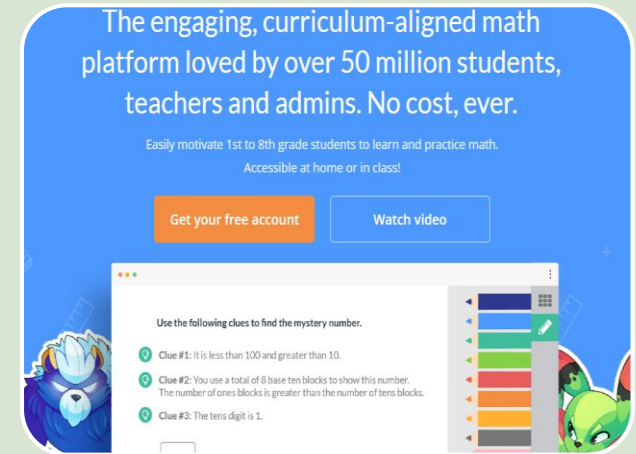 The engaging, curriculum-aligned math
platform loved by over 50 million students,
teachers and admins. No cost, ever.
Easily motivate 1st to 8th grade students to learn and practice math.
Accessible at home or in class!
Get your free account
Watch video
Use the following clues to find the mystery number.
Clue #1: It is less than 100 and greater than 10.
Clue #2: You use a total of 8 base ten blocks to show this number.
The number of ones blocks is greater than the number of tens blocks.
Clue #3: The tens digit is 1.